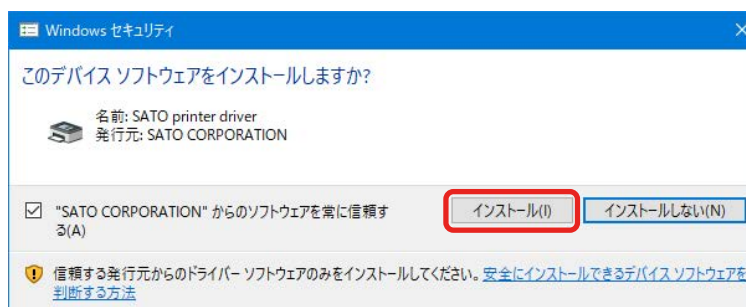 Windows セキュリティ
このデバイス ソフトウェアをインストールしますか?
名前: SATO printer driver
発行元: SATO CORPORATION
"SATO CORPORATION" からのソフトウェアを常に信頼す
る(A)
インストール(I)
インストールしない(N)
信頼する発行元からのドライバー ソフトウェアのみをインストールしてください。安全にインストールできるデバイス ソフトウェアを
判断する方法